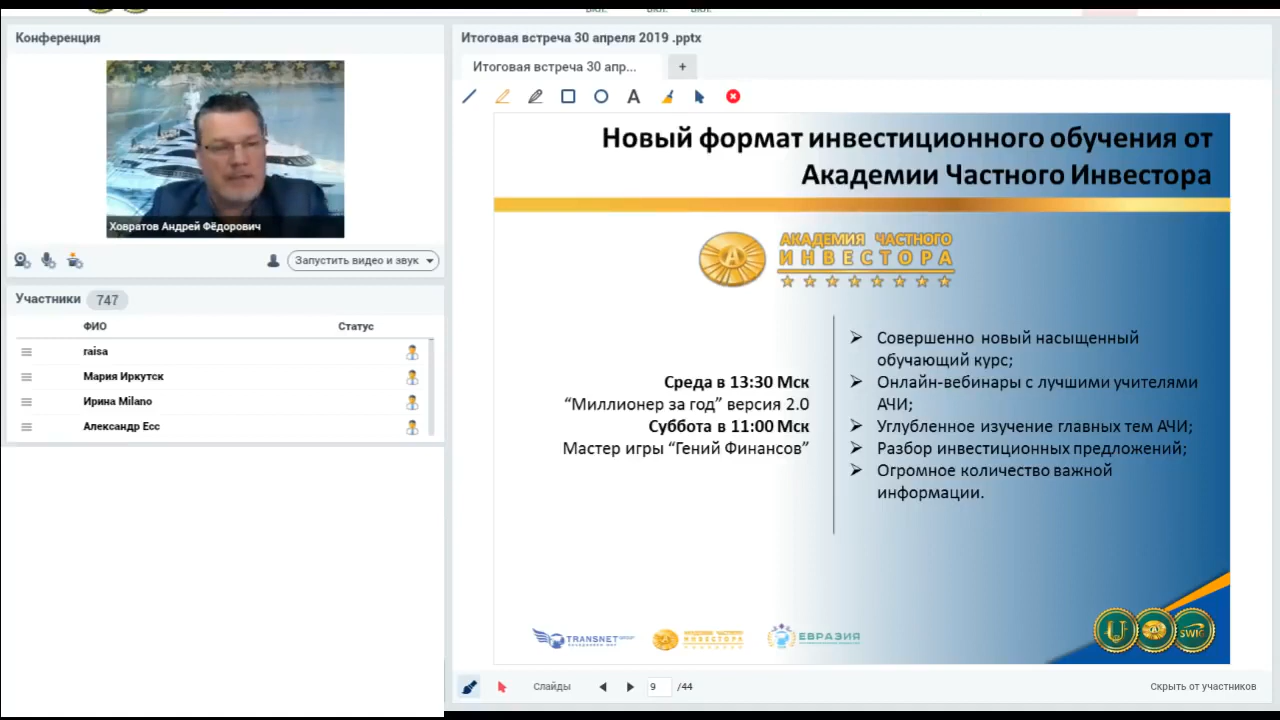 Конференция
Ховратов Андрей Фёдорович
Запустить видео и звук
Участники 747
ФИО Статус
raisa
Мария Иркутск
Ирина Milano
Александр Есс
Итоговая встреча 30 апреля 2019 .pptx
Итоговая встреча 30 апр... +
A
Новый формат инвестиционного обучения от
Академии Частного Инвестора
АКАДЕМИЯ ЧАСТНОГО
ИНВЕСТОРА
Среда в 13:30 Мск
“Миллионер за год” версия 2.0
Суббота в 11:00 Мск
Мастер игры “Гений Финансов”
Совершенно новый насыщенный
обучающий курс;
Онлайн-вебинары с лучшими учителями
АЧИ;
Углубленное изучение главных тем АЧИ;
Разбор инвестиционных предложений;
Огромное количество важной
информации.
TRANSNET
АКАДЕМИЯ ЧАСТНОГО
ИНВЕСТОРА
ЕВРАЗИЯ
U
SWIG
Слайды 9 /44
Скрыть от участников